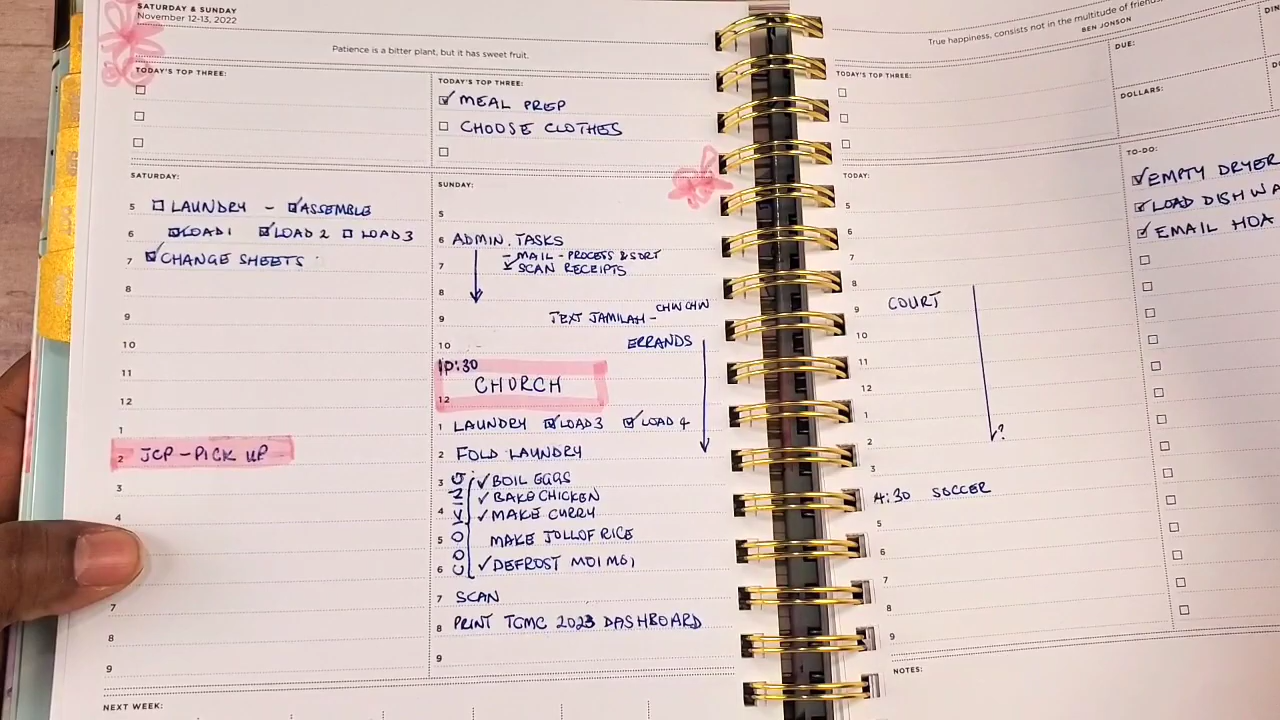 SATURDAY & SUNDAY
November 12-13, 2022
Patience is a bitter plant, but it has sweet fruit.
TODAY'S TOP THREE:
TODAY'S TOP THREE:
MEAL PREP
CHOOSE CLOTHES
SATURDAY:
5 LAUNDRY - ASSEMBLE
6 LOAD 1 LOAD 2 LOAD 3
7 CHANGE SHEETS
8
9
10
11
12
1
2 JCP - PICK UP
3
4
7
8
9
SUNDAY:
5
6 ADMIN. TASKS
- MAIL - PROCESS & SORT
7 SCAN RECEIPTS
8
9 TEXT JAMILAH - CHW CHW
10 ERRANDS
11:30
CHURCH
12
1 LAUNDRY LOAD 3 LOAD 4
2 FOLD LAUNDRY
COOKING
3 BOIL EGGS
BAKE CHICKEN
4 MAKE CURRY
5 MAKE JOLLOF RICE
6 DEFROST MOI MOI
7 SCAN
8 PRINT TGMC 2023 DASHBOARD
9
NEXT WEEK:
True happiness, consists not in the multitude of
BEN JONSON
TODAY'S TOP THREE:
DUE:
DOLLARS:
TODAY:
5
6
7
8
9 COURT
10
11
12
1
2 ?
3
4:30 SOCCER
5
6
7
8
9
TO-DO:
EMPTY DRYER
LOAD
EMAIL HOA
NOTES: